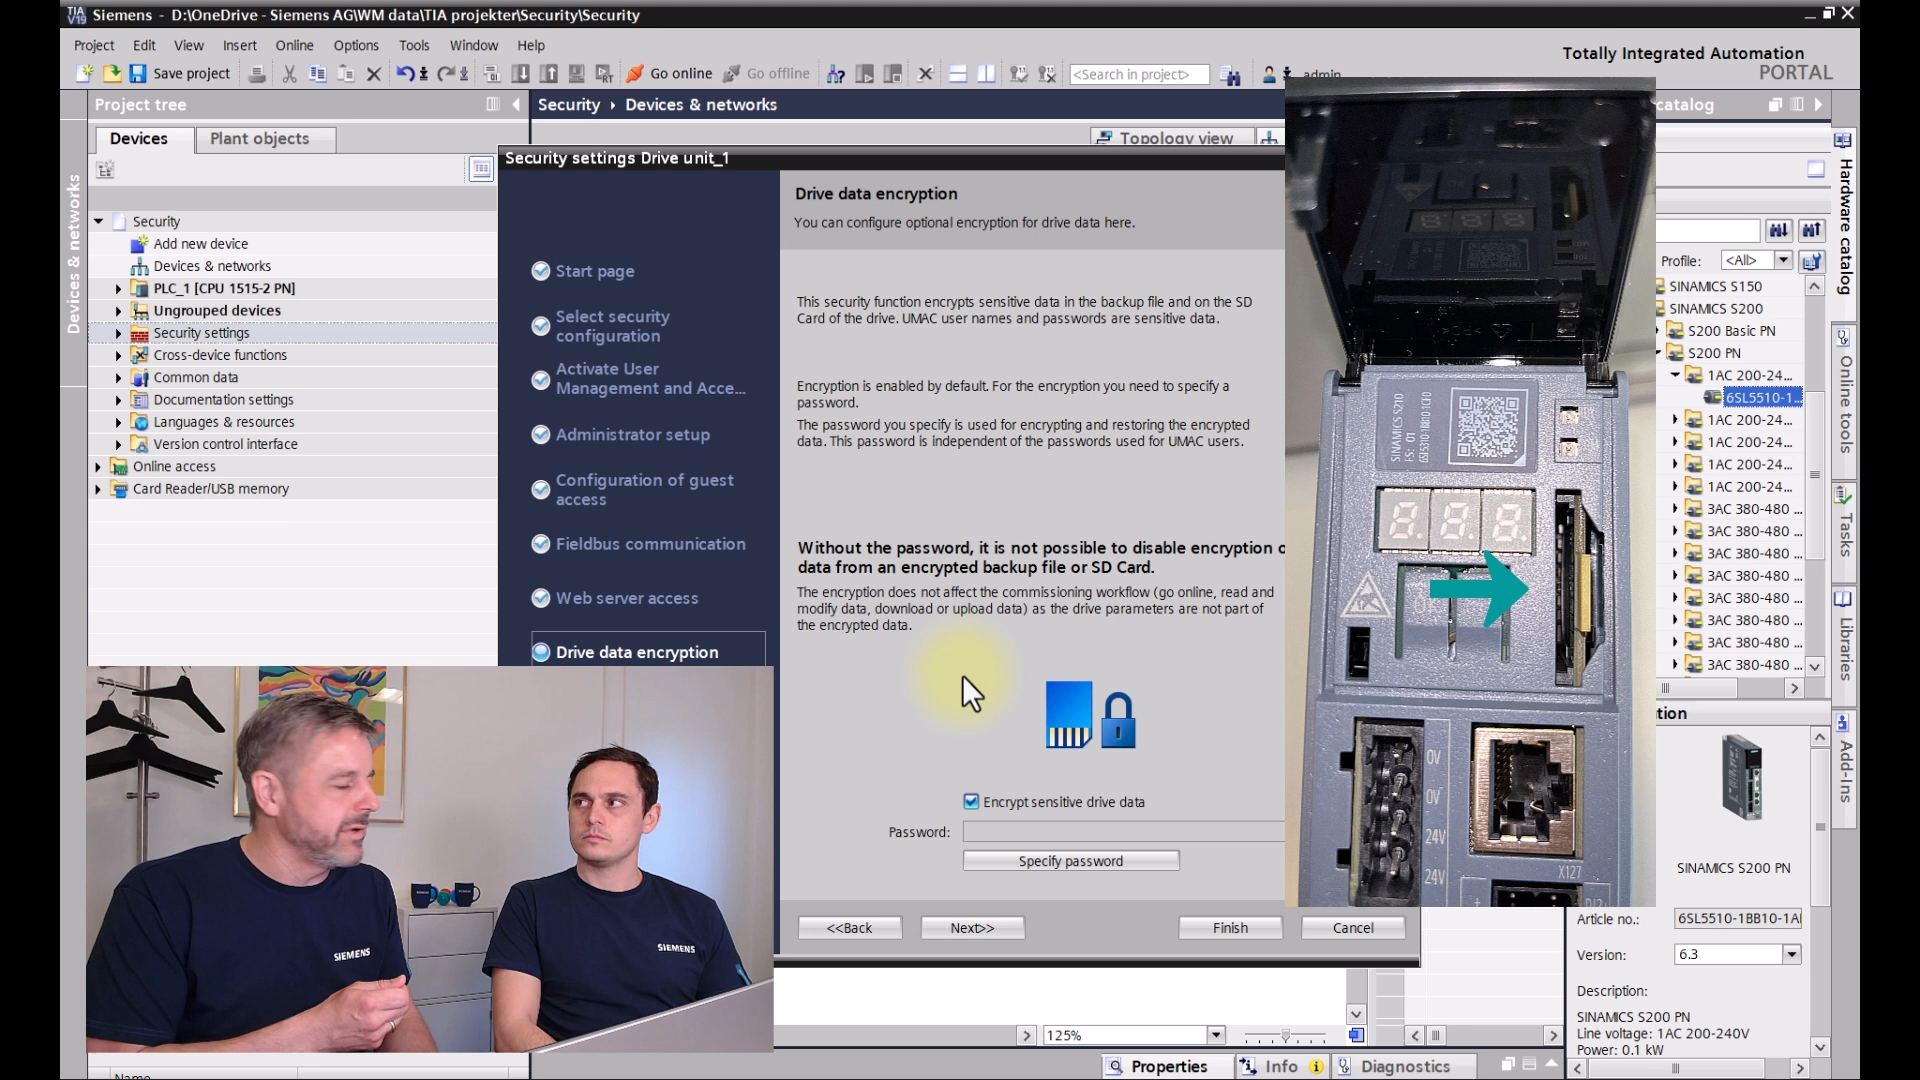 TIA
V19
Siemens - D:\OneDrive - Siemens AG\WM data\TIA projekter\Security\Security
Project Edit View Insert Online Options Tools Window Help
Totally Integrated Automation
PORTAL
Save project
Go online
Go offline
<Search in project>
admin
Project tree
Security ▸ Devices & networks
catalog
Devices
Plant objects
Topology view
Devices & networks
Security
Add new device
Devices & networks
PLC_1 [CPU 1515-2 PN]
Ungrouped devices
Security settings
Cross-device functions
Common data
Documentation settings
Languages & resources
Version control interface
Online access
Card Reader/USB memory
Name
Security settings Drive unit_1
Start page
Select security
configuration
Activate User
Management and Acce...
Administrator setup
Configuration of guest
access
Fieldbus communication
Web server access
Drive data encryption
Drive data encryption
You can configure optional encryption for drive data here.
This security function encrypts sensitive data in the backup file and on the SD
Card of the drive. UMAC user names and passwords are sensitive data.
Encryption is enabled by default. For the encryption you need to specify a
password.
The password you specify is used for encrypting and restoring the encrypted
data. This password is independent of the passwords used for UMAC users.
Without the password, it is not possible to disable encryption o
data from an encrypted backup file or SD Card.
The encryption does not affect the commissioning workflow (go online, read and
modify data, download or upload data) as the drive parameters are not part of
the encrypted data.
Encrypt sensitive drive data
Password:
Specify password
<<Back
Next>>
Finish
Cancel
SIEMENS
SIEMENS
SINAMICS S210
FS: 01
0V
0V
24V
24V
X127
Profile:
<All>
SINAMICS S150
SINAMICS S200
S200 Basic PN
S200 PN
1AC 200-24...
6SL5510-1...
1AC 200-24...
1AC 200-24...
1AC 200-24...
1AC 200-24...
3AC 380-480 ...
3AC 380-480 ...
3AC 380-480 ...
3AC 380-480 ...
3AC 380-480 ...
3AC 380-480 ...
3AC 380-480 ...
3AC 380-480 ...
tion
SINAMICS S200 PN
Article no.:
6SL5510-1BB10-1A
Version:
6.3
Description:
SINAMICS S200 PN
Line voltage: 1AC 200-240V
Power: 0.1 kW
Hardware catalog
Online tools
Tasks
Libraries
Add-Ins
125%
Properties
Info
Diagnostics